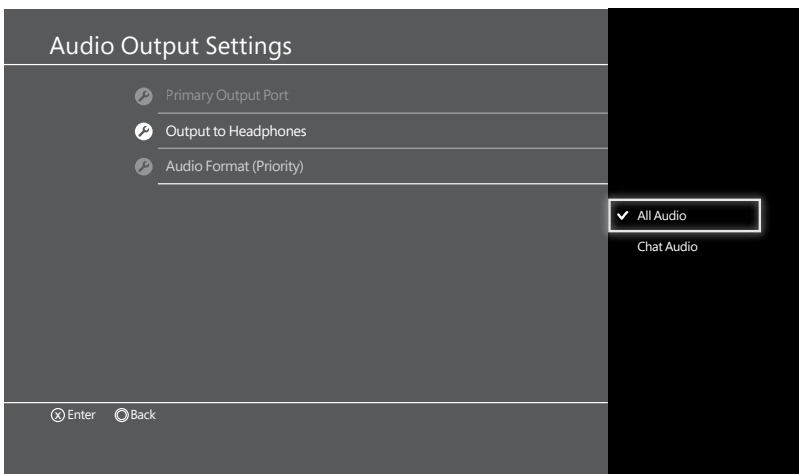 Audio Output Settings
Primary Output Port
Output to Headphones
Audio Format (Priority)
All Audio
Chat Audio
X Enter Back